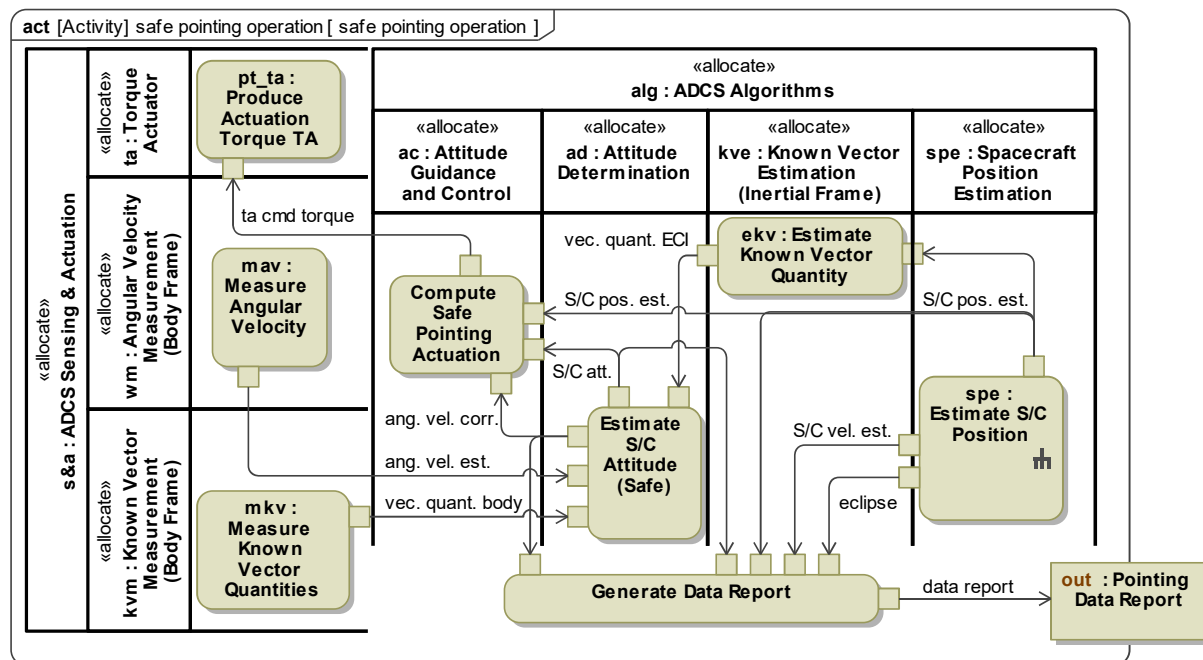 act [Activity] safe pointing operation [ safe pointing operation ]
«allocate»
s&a : ADCS Sensing & Actuation
«allocate»
ta : Torque
Actuator
«allocate»
wm : Angular Velocity
Measurement
(Body Frame)
«allocate»
kvm : Known Vector
Measurement
(Body Frame)
«allocate»
alg : ADCS Algorithms
«allocate»
ac : Attitude
Guidance
and Control
«allocate»
ad : Attitude
Determination
«allocate»
kve : Known Vector
Estimation
(Inertial Frame)
«allocate»
spe : Spacecraft
Position
Estimation
pt_ta :
Produce
Actuation
Torque TA
ta cmd torque
mav :
Measure
Angular
Velocity
vec. quant. ECI
ekv : Estimate
Known Vector
Quantity
Compute
Safe
Pointing
Actuation
S/C pos. est.
S/C pos. est.
S/C att.
ang. vel. corr.
Estimate
S/C
Attitude
(Safe)
spe :
Estimate S/C
Position
S/C vel. est.
ang. vel. est.
eclipse
mkv :
Measure
Known
Vector
Quantities
vec. quant. body
Generate Data Report
data report
out : Pointing
Data Report